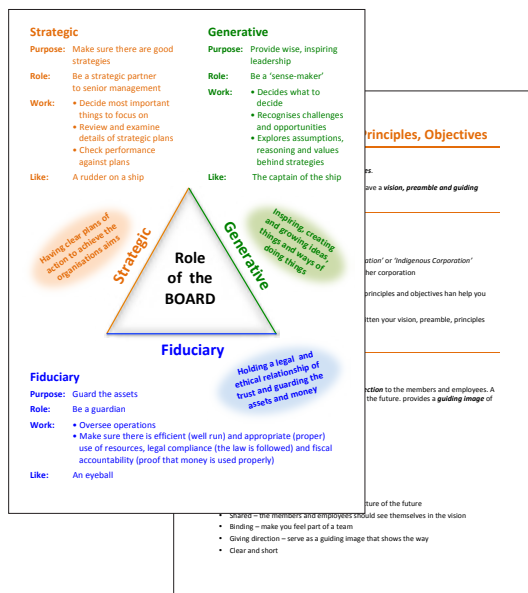 Strategic
Purpose: Make sure there are good
strategies
Role: Be a strategic partner
to senior management
Work: • Decide most important
things to focus on
• Review and examine
details of strategic plans
• Check performance
against plans
Like: A rudder on a ship
Generative
Purpose: Provide wise, inspiring
leadership
Role: Be a ‘sense-maker’
Work: • Decides what to
decide
• Recognises challenges
and opportunities
• Explores assumptions,
reasoning and values
behind strategies
Like: The captain of the ship
Having clear plans of
action to achieve the
organisations aims
Strategic
Role
of the
BOARD
Generative
Inspiring, creating
and growing ideas,
things and ways of
doing things
Fiduciary
Holding a legal and
ethical relationship of
trust and guarding the
assets and money
Fiduciary
Purpose: Guard the assets
Role: Be a guardian
Work: • Oversee operations
• Make sure there is efficient (well run) and appropriate (proper)
use of resources, legal compliance (the law is followed) and fiscal
accountability (proof that money is used properly)
Like: An eyeball
Principles, Objectives
ave a vision, preamble and guiding
ation’ or ‘Indigenous Corporation’
her corporation
principles and objectives han help you
itten your vision, preamble, principles
ection to the members and employees. A
the future. provides a guiding image of
cture of the future
• Shared – the members and employees should see themselves in the vision
• Binding – make you feel part of a team
• Giving direction – serve as a guiding image that shows the way
• Clear and short